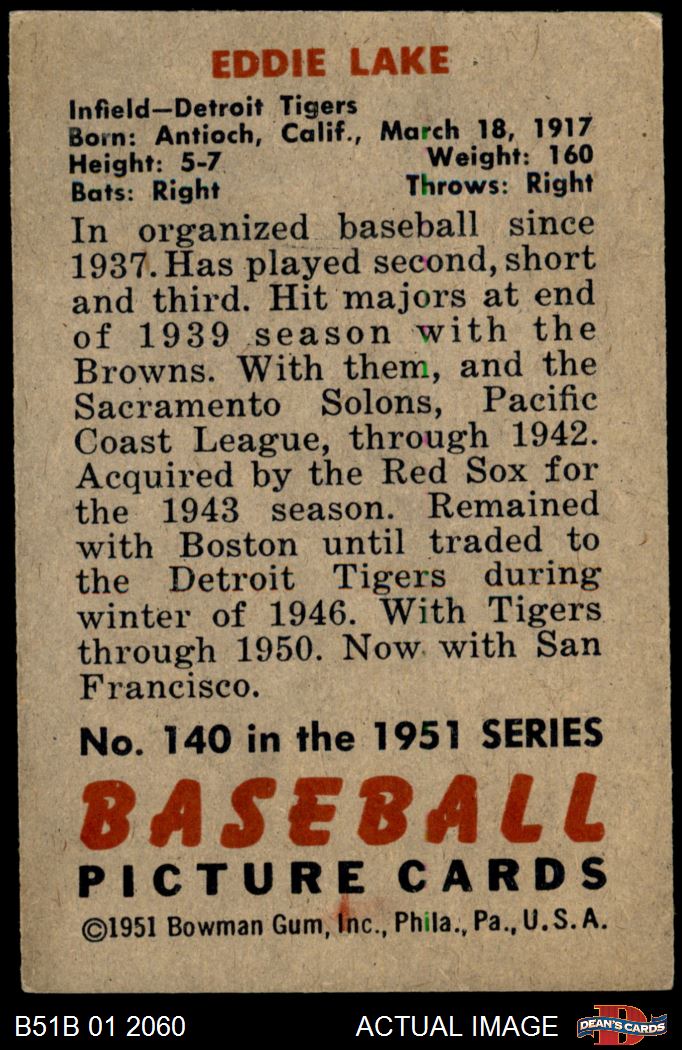 EDDIE LAKE
Infield—Detroit Tigers
Born: Antioch, Calif., March 18, 1917
Height: 5-7 Weight: 160
Bats: Right Throws: Right
In organized baseball since
1937. Has played second, short
and third. Hit majors at end
of 1939 season with the
Browns. With them, and the
Sacramento Solons, Pacific
Coast League, through 1942.
Acquired by the Red Sox for
the 1943 season. Remained
with Boston until traded to
the Detroit Tigers during
winter of 1946. With Tigers
through 1950. Now with San
Francisco.
No. 140 in the 1951 SERIES
BASEBALL
PICTURE CARDS
©1951 Bowman Gum, Inc., Phila., Pa., U.S.A.
B51B 01 2060 ACTUAL IMAGE
D
DEAN'S CARDS